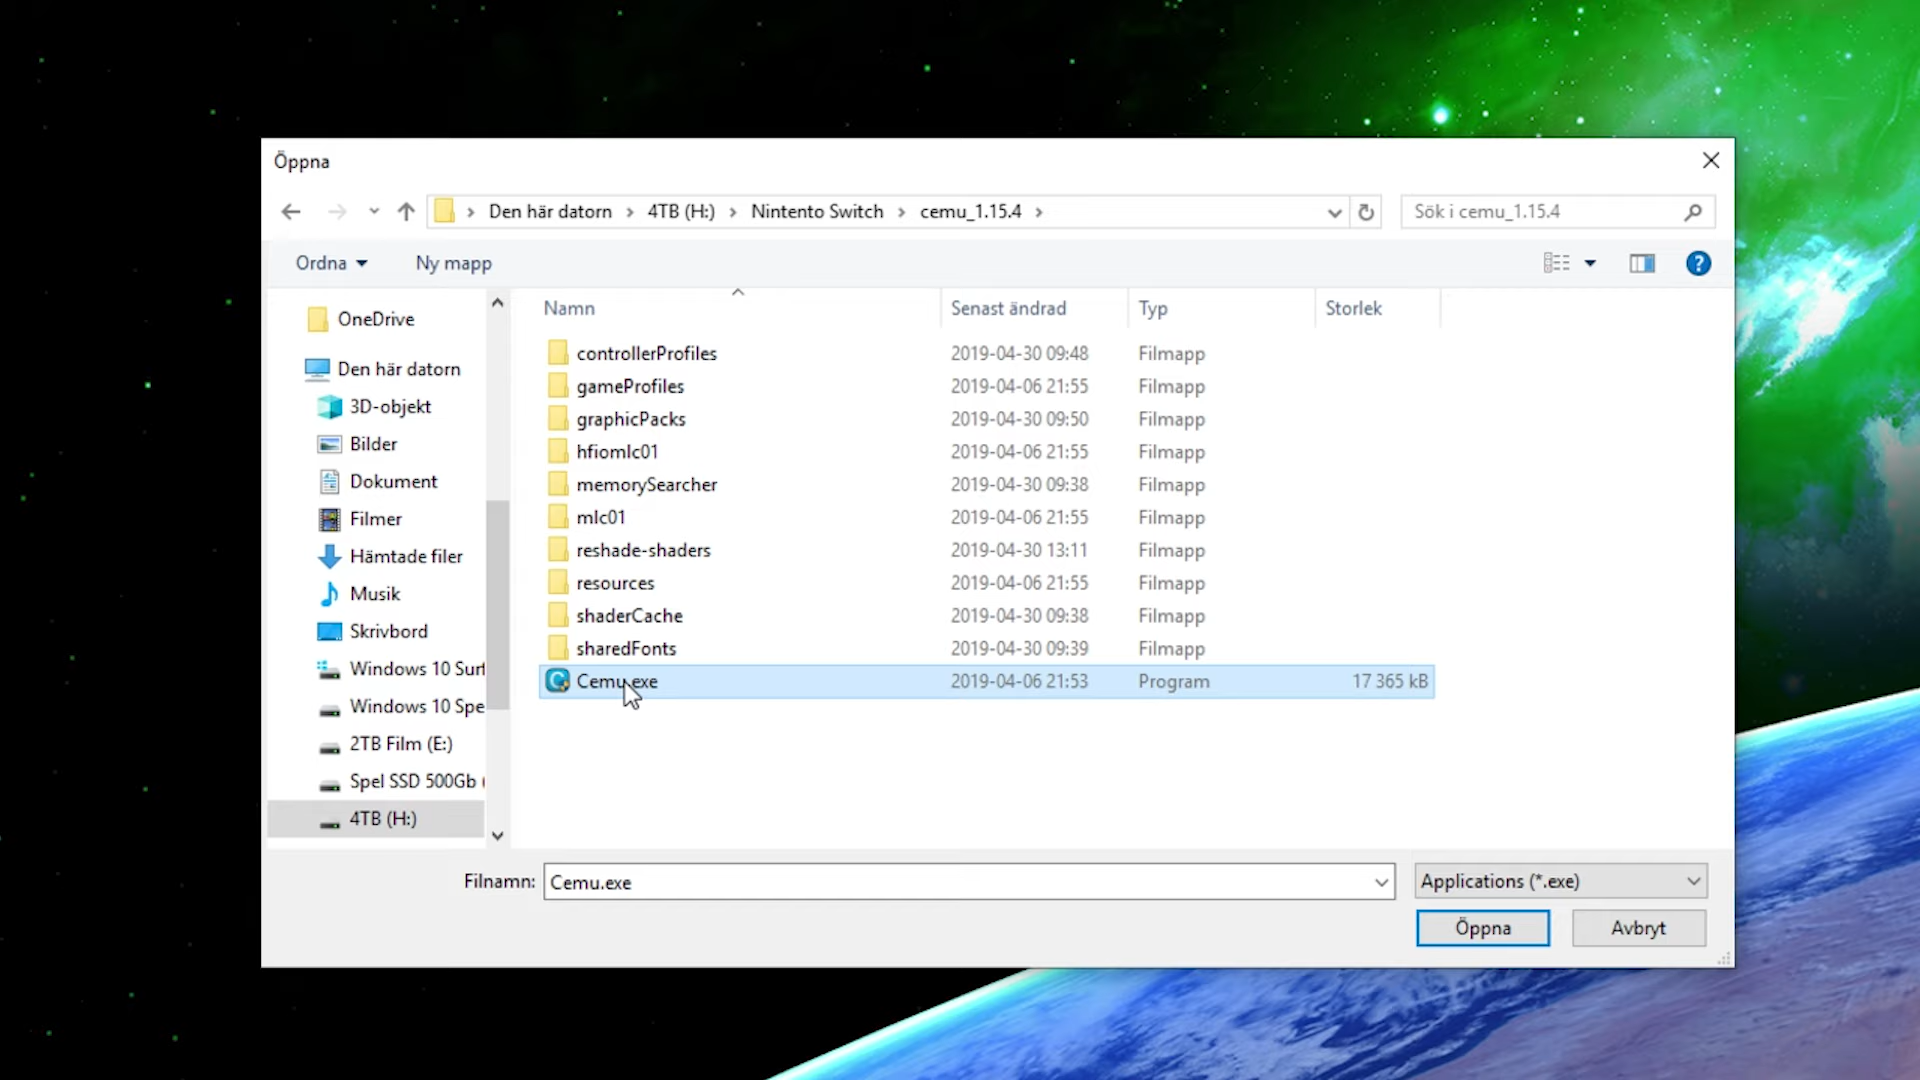 Öppna
Den här datorn 4TB (H:) Nintento Switch cemu_1.15.4
Sök i cemu_1.15.4
Ordna Ny mapp
?
OneDrive
Den här datorn
3D-objekt
Bilder
Dokument
Filmer
Hämtade filer
Musik
Skrivbord
Windows 10 Surf
Windows 10 Spe
2TB Film (E:)
Spel SSD 500Gb (
4TB (H:)
Namn Senast ändrad Typ Storlek
controllerProfiles 2019-04-30 09:48 Filmapp
gameProfiles 2019-04-06 21:55 Filmapp
graphicPacks 2019-04-30 09:50 Filmapp
hfiomlc01 2019-04-06 21:55 Filmapp
memorySearcher 2019-04-30 09:38 Filmapp
mlc01 2019-04-06 21:55 Filmapp
reshade-shaders 2019-04-30 13:11 Filmapp
resources 2019-04-06 21:55 Filmapp
shaderCache 2019-04-30 09:38 Filmapp
sharedFonts 2019-04-30 09:39 Filmapp
Cemu.exe 2019-04-06 21:53 Program 17 365 kB
Filnamn: Cemu.exe Applications (*.exe)
Öppna Avbryt